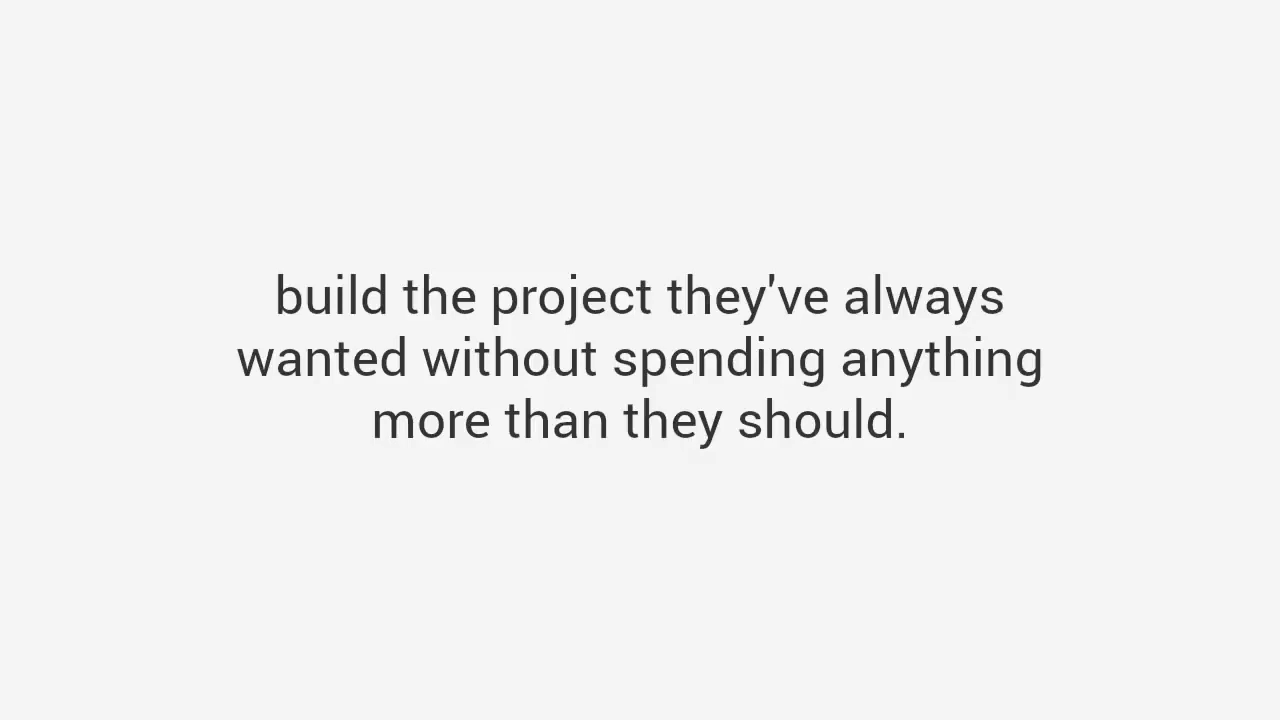 build the project they've always
wanted without spending anything
more than they should.